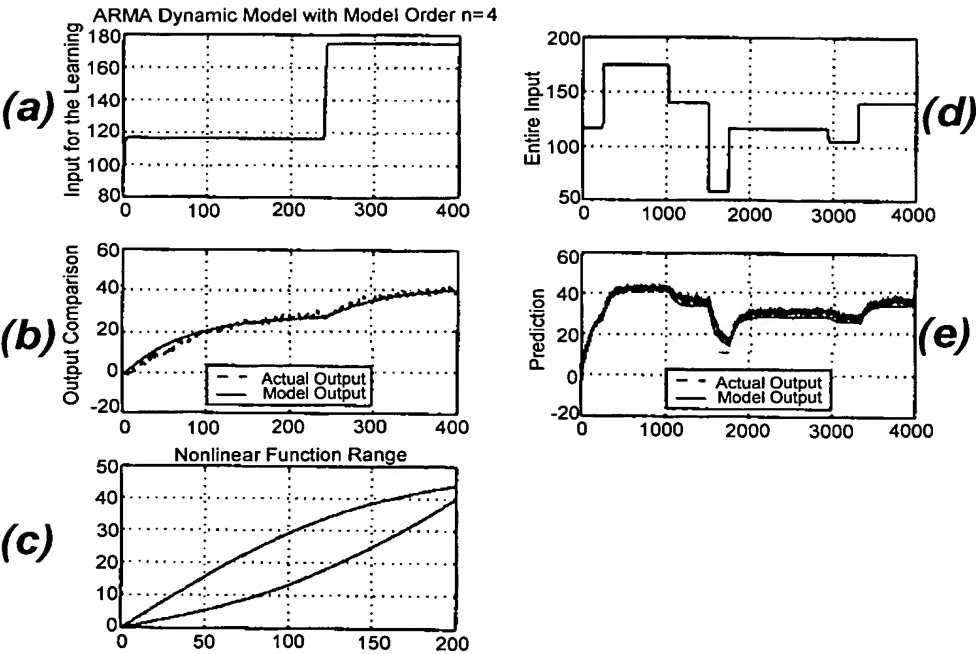 ARMA Dynamic Model with Model Order n=4
(a)
Input for the Learning
180
160
140
120
100
80
0 100 200 300 400
(b)
Output Comparison
60
40
20
0
-20
Actual Output
Model Output
0 100 200 300 400
(c)
Nonlinear Function Range
50
40
30
20
10
0
0 50 100 150 200
(d)
Entire Input
200
150
100
50
0 1000 2000 3000 4000
(e)
Prediction
60
40
20
0
-20
Actual Output
Model Output
0 1000 2000 3000 4000